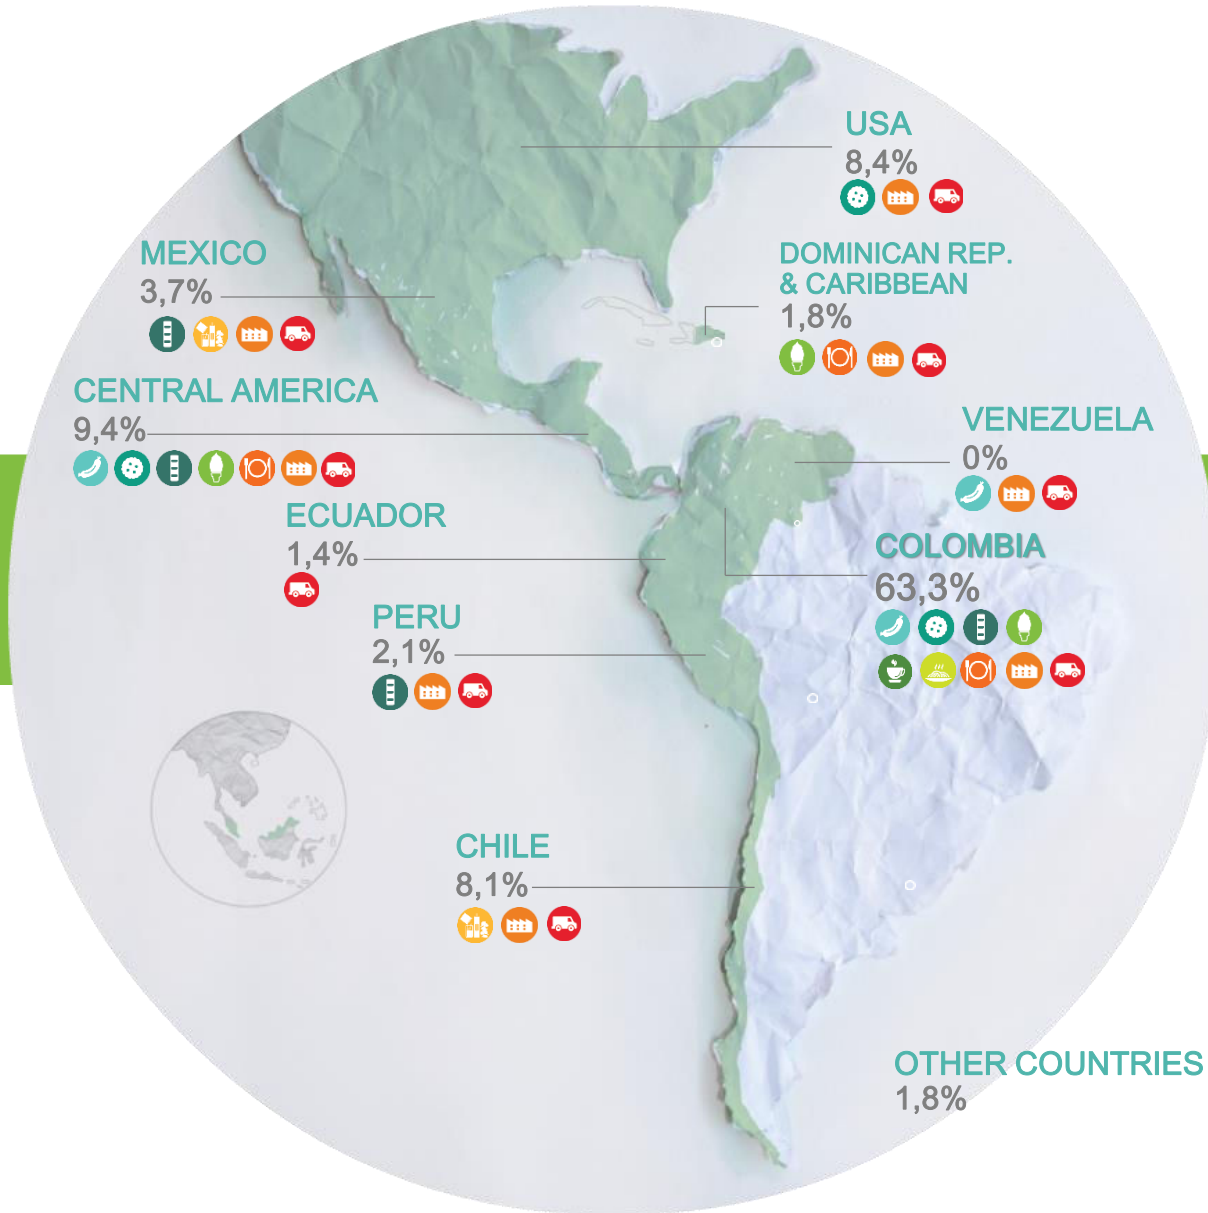 USA
8,4%
MEXICO
3,7%
DOMINICAN REP.
& CARIBBEAN
1,8%
CENTRAL AMERICA
9,4%
VENEZUELA
0%
ECUADOR
1,4%
COLOMBIA
63,3%
PERU
2,1%
CHILE
8,1%
OTHER COUNTRIES
1,8%